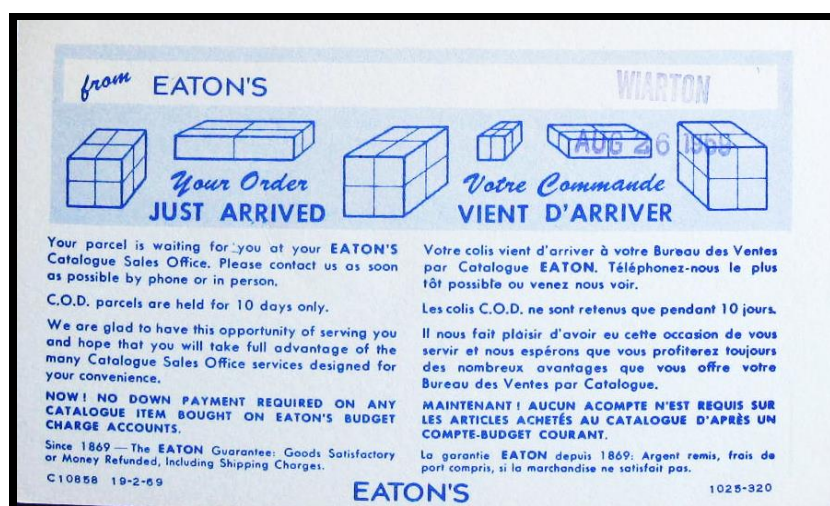 from EATON'S
WIARTON
AUG 26 1969
Your Order
JUST ARRIVED
Votre Commande
VIENT D'ARRIVER
Your parcel is waiting for you at your EATON'S
Catalogue Sales Office. Please contact us as soon
as possible by phone or in person.
C.O.D. parcels are held for 10 days only.
We are glad to have this opportunity of serving you
and hope that you will take full advantage of the
many Catalogue Sales Office services designed for
your convenience.
NOW! NO DOWN PAYMENT REQUIRED ON ANY
CATALOGUE ITEM BOUGHT ON EATON'S BUDGET
CHARGE ACCOUNTS.
Since 1869 — The EATON Guarantee: Goods Satisfactory
or Money Refunded, Including Shipping Charges.
C10858 19-2-69
Votre colis vient d'arriver à votre Bureau des Ventes
par Catalogue EATON. Téléphonez-nous le plus
tôt possible ou venez nous voir.
Les colis C.O.D. ne sont retenus que pendant 10 jours.
Il nous fait plaisir d'avoir eu cette occasion de vous
servir et nous espérons que vous profiterez toujours
des nombreux avantages que vous offre votre
Bureau des Ventes par Catalogue.
MAINTENANT! AUCUN ACOMPTE N'EST REQUIS SUR
LES ARTICLES ACHETÉS AU CATALOGUE D'APRÈS UN
COMPTE-BUDGET COURANT.
La garantie EATON depuis 1869: Argent remis, frais de
port compris, si la marchandise ne satisfait pas.
EATON'S
1025-320